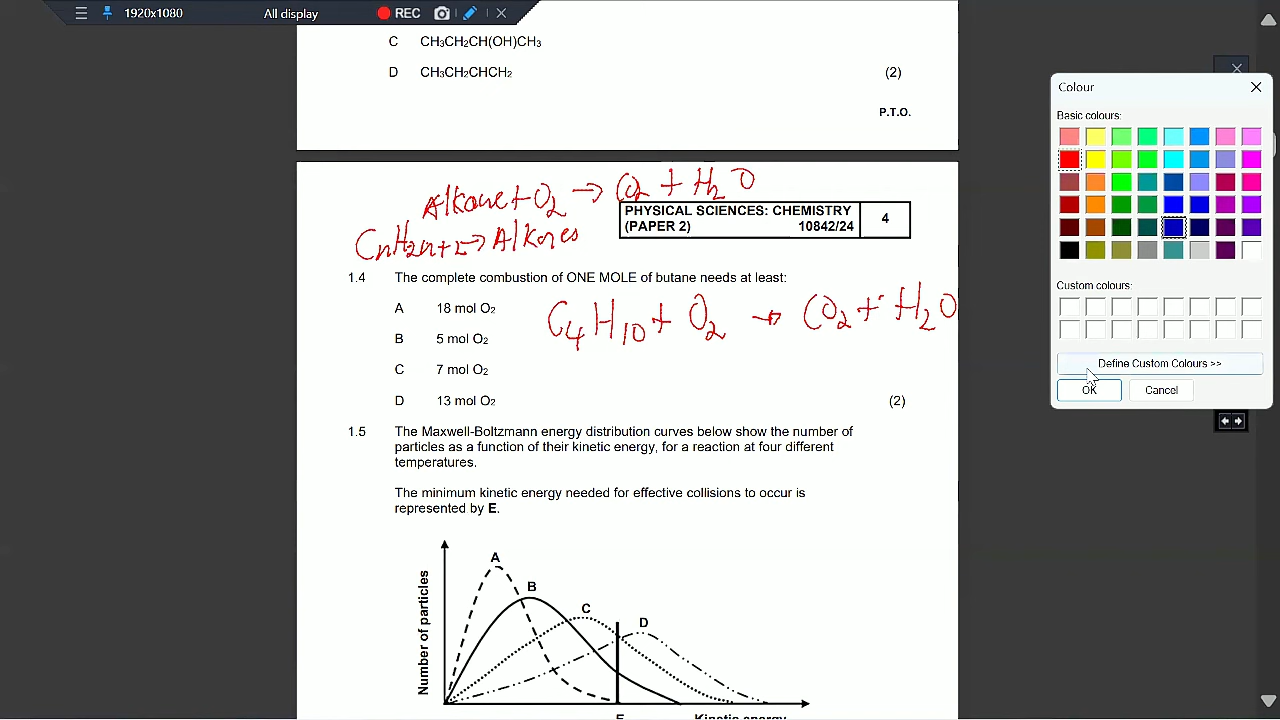 1920x1080 All display REC
C CH3CH2CH(OH)CH3
D CH3CH2CHCH2 (2)
P.T.O.
Alkane + O2 → CO2 + H2O
CnH2n+2 → Alkanes
PHYSICAL SCIENCES: CHEMISTRY
(PAPER 2) 10842/24
4
1.4 The complete combustion of ONE MOLE of butane needs at least:
A 18 mol O2
B 5 mol O2
C 7 mol O2
D 13 mol O2 (2)
C4H10 + O2 → CO2 + H2O
1.5 The Maxwell-Boltzmann energy distribution curves below show the number of
particles as a function of their kinetic energy, for a reaction at four different
temperatures.
The minimum kinetic energy needed for effective collisions to occur is
represented by E.
A
B
C
D
Number of particles
E Kinetic energy
Colour
Basic colours:
Custom colours:
Define Custom Colours >>
OK Cancel